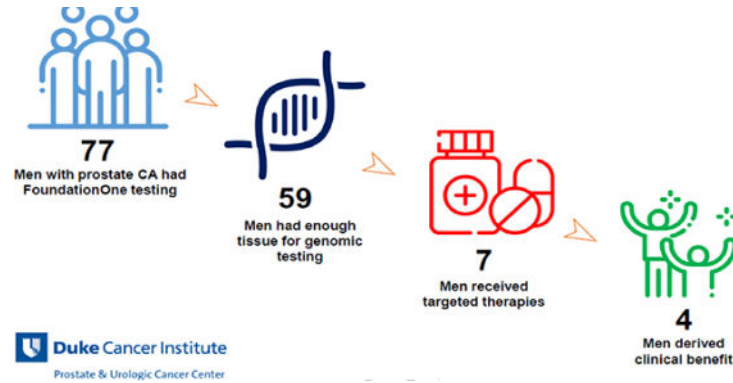 77
Men with prostate CA had
FoundationOne testing
59
Men had enough
tissue for genomic
testing
7
Men received
targeted therapies
4
Men derived
clinical benefit
Duke Cancer Institute
Prostate & Urologic Cancer Center